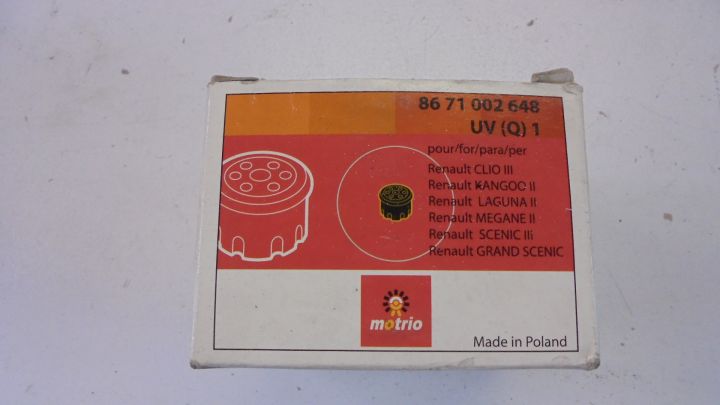 86 71 002 648
UV (Q) 1
pour/for/para/per
Renault CLIO III
Renault KANGOO II
Renault LAGUNA II
Renault MEGANE II
Renault SCENIC IIi
Renault GRAND SCENIC
motrio
Made in Poland